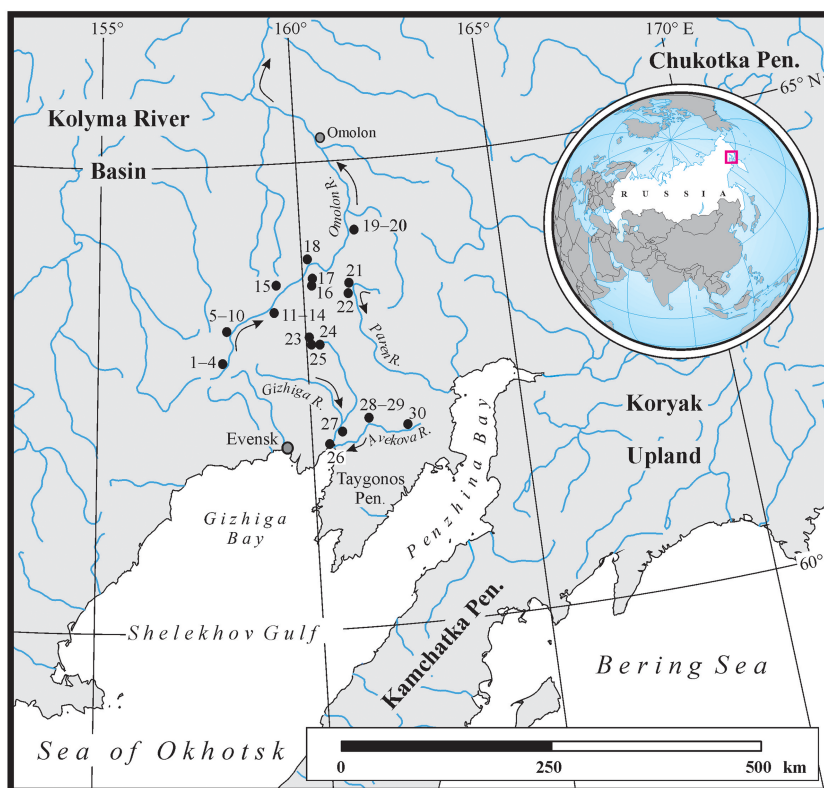 155°
160°
165°
170° E
Chukotka Pen.
65° N
Kolyma River
Basin
Omolon
Omolon R.
RUSSIA
19–20
18
17
21
15
16
22
5–10
11–14
24
23
25
Paren R.
1–4
Gizhiga R.
28–29
30
27
Avekova R.
Evensk
26
Koryak
Upland
Taygonos
Pen.
Penzhina Bay
Gizhiga
Bay
60°
Shelekhov Gulf
Kamchatka Pen.
Bering Sea
Sea of Okhotsk
0
250
500
km